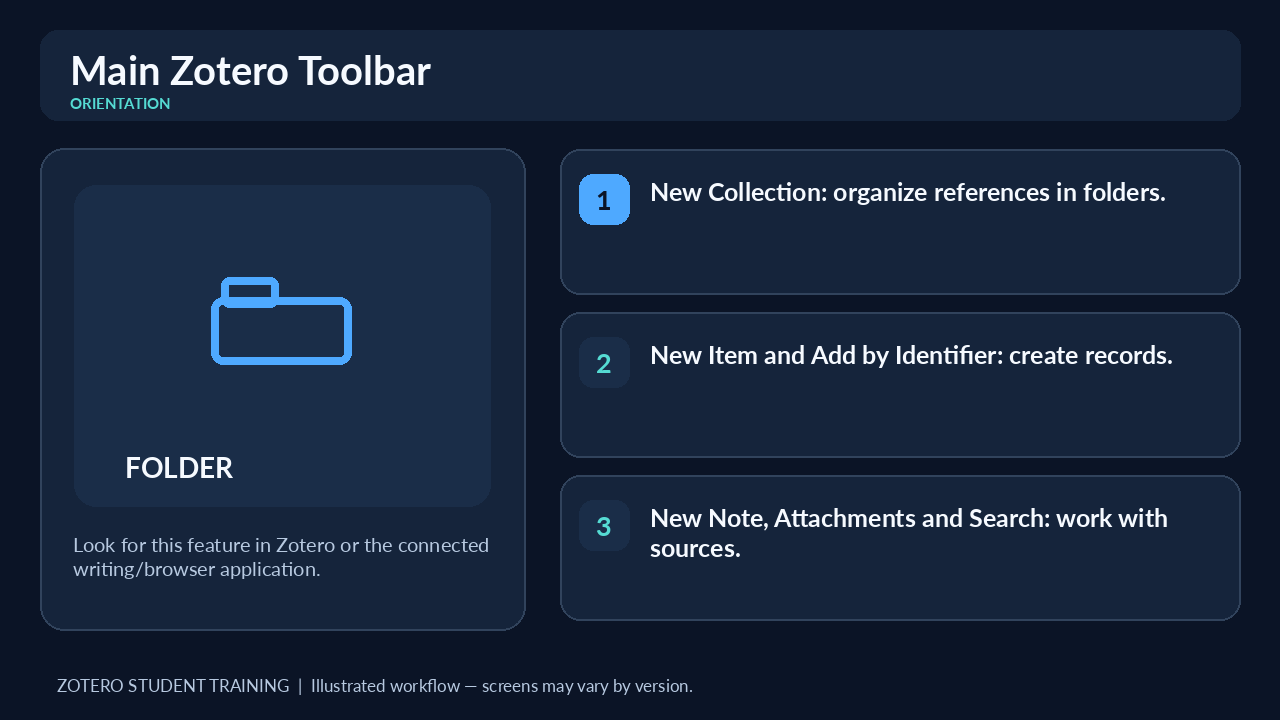 Main Zotero Toolbar
ORIENTATION
FOLDER
Look for this feature in Zotero or the connected
writing/browser application.
1
New Collection: organize references in folders.
2
New Item and Add by Identifier: create records.
3
New Note, Attachments and Search: work with
sources.
ZOTERO STUDENT TRAINING | Illustrated workflow — screens may vary by version.